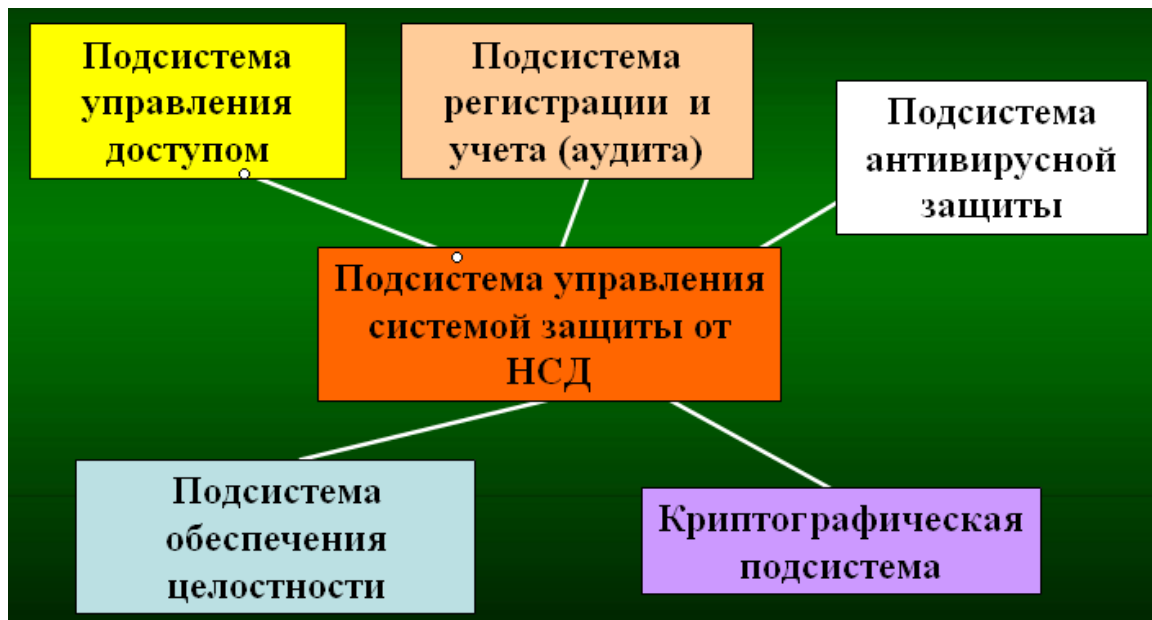 Подсистема
управления
доступом
Подсистема
регистрации и
учета (аудита)
Подсистема
антивирусной
защиты
Подсистема управления
системой защиты от
НСД
Подсистема
обеспечения
целостности
Криптографическая
подсистема